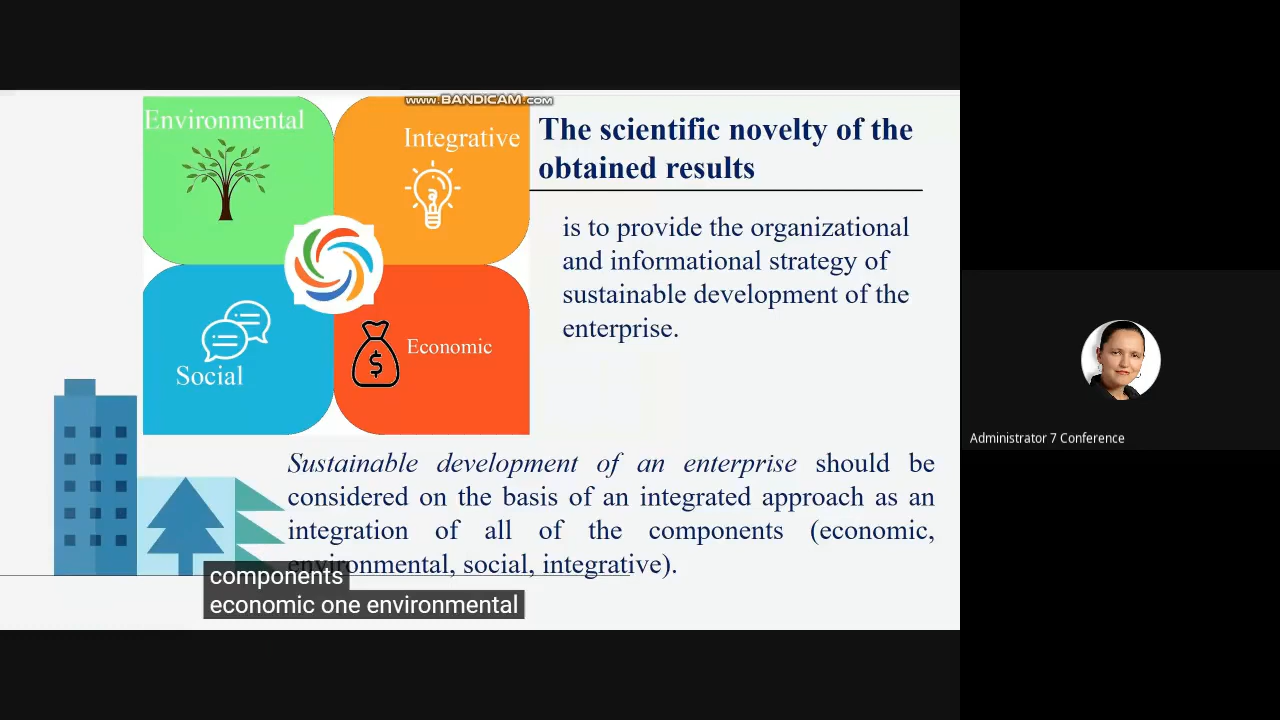 www.BANDICAM.com
Environmental
Integrative
Social
Economic
$
The scientific novelty of the
obtained results
is to provide the organizational
and informational strategy of
sustainable development of the
enterprise.
Sustainable development of an enterprise should be
considered on the basis of an integrated approach as an
integration of all of the components (economic,
environmental, social, integrative).
components
economic one environmental
Administrator 7 Conference